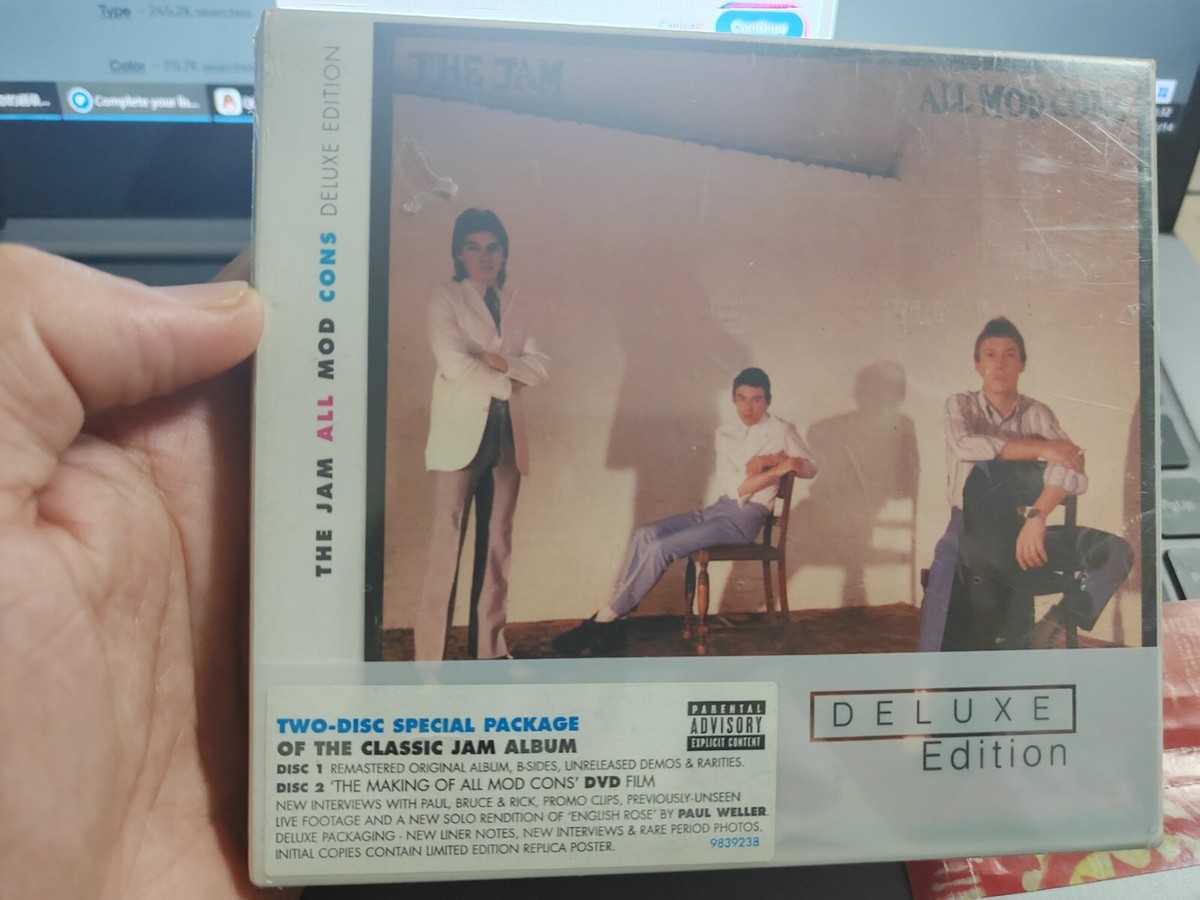 Type - 245.2K searches
Continue
Color
Complete your B...
THE JAM
ALL MOD CONS
THE JAM ALL MOD CONS DELUXE EDITION
TWO-DISC SPECIAL PACKAGE
OF THE CLASSIC JAM ALBUM
PARENTAL
ADVISORY
EXPLICIT CONTENT
DISC 1 REMASTERED ORIGINAL ALBUM, B-SIDES, UNRELEASED DEMOS & RARITIES.
DISC 2 'THE MAKING OF ALL MOD CONS' DVD FILM
NEW INTERVIEWS WITH PAUL, BRUCE & RICK, PROMO CLIPS, PREVIOUSLY-UNSEEN
LIVE FOOTAGE AND A NEW SOLO RENDITION OF 'ENGLISH ROSE' BY PAUL WELLER.
DELUXE PACKAGING - NEW LINER NOTES, NEW INTERVIEWS & RARE PERIOD PHOTOS.
INITIAL COPIES CONTAIN LIMITED EDITION REPLICA POSTER.
9839238
DELUXE
Edition